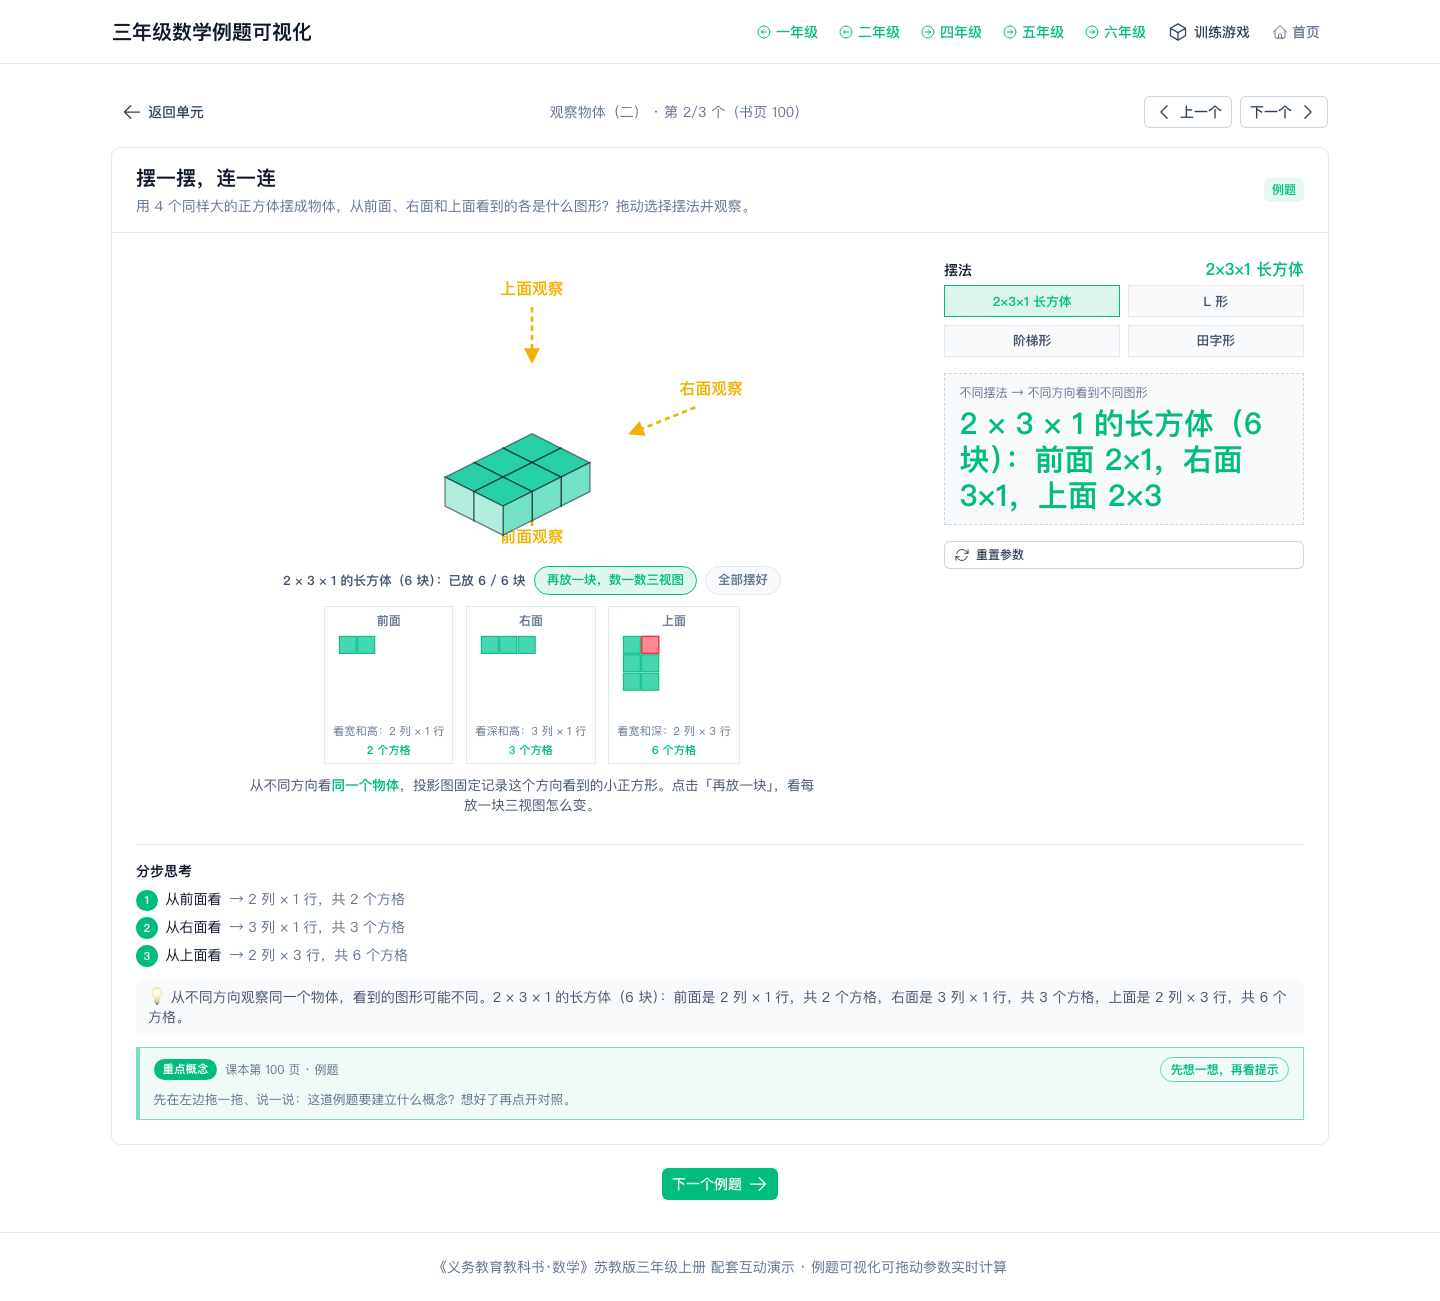 三年级数学例题可视化
一年级 二年级 四年级 五年级 六年级 训练游戏 首页
返回单元
观察物体（二） · 第 2/3 个（书页 100）
上一个 下一个
摆一摆，连一连
用 4 个同样大的正方体摆成物体，从前面、右面和上面看到的各是什么图形？拖动选择摆法并观察。
例题
上面观察
右面观察
前面观察
2 × 3 × 1 的长方体（6 块）：已放 6 / 6 块 再放一块，数一数三视图 全部摆好
前面
看宽和高：2 列 × 1 行
2 个方格
右面
看深和高：3 列 × 1 行
3 个方格
上面
看宽和深：2 列 × 3 行
6 个方格
从不同方向看同一个物体，投影图固定记录这个方向看到的小正方形。点击「再放一块」，看每
放一块三视图怎么变。
摆法 2×3×1 长方体
2×3×1 长方体 L 形
阶梯形 田字形
不同摆法 → 不同方向看到不同图形
2 × 3 × 1 的长方体（6
块）：前面 2×1，右面
3×1，上面 2×3
重置参数
分步思考
1 从前面看 → 2 列 × 1 行，共 2 个方格
2 从右面看 → 3 列 × 1 行，共 3 个方格
3 从上面看 → 2 列 × 3 行，共 6 个方格
💡 从不同方向观察同一个物体，看到的图形可能不同。2 × 3 × 1 的长方体（6 块）：前面是 2 列 × 1 行，共 2 个方格，右面是 3 列 × 1 行，共 3 个方格，上面是 2 列 × 3 行，共 6 个
方格。
重点概念 课本第 100 页 · 例题
先想一想，再看提示
先在左边拖一拖、说一说：这道例题要建立什么概念？想好了再点开对照。
下一个例题
《义务教育教科书·数学》苏教版三年级上册 配套互动演示 · 例题可视化可拖动参数实时计算